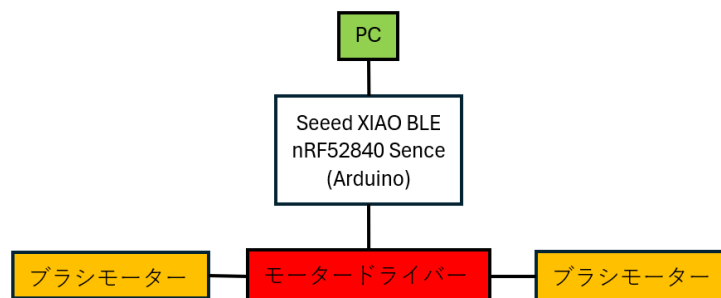 PC
Seeed XIAO BLE
nRF52840 Sence
(Arduino)
ブラシモーター
モータードライバー
ブラシモーター